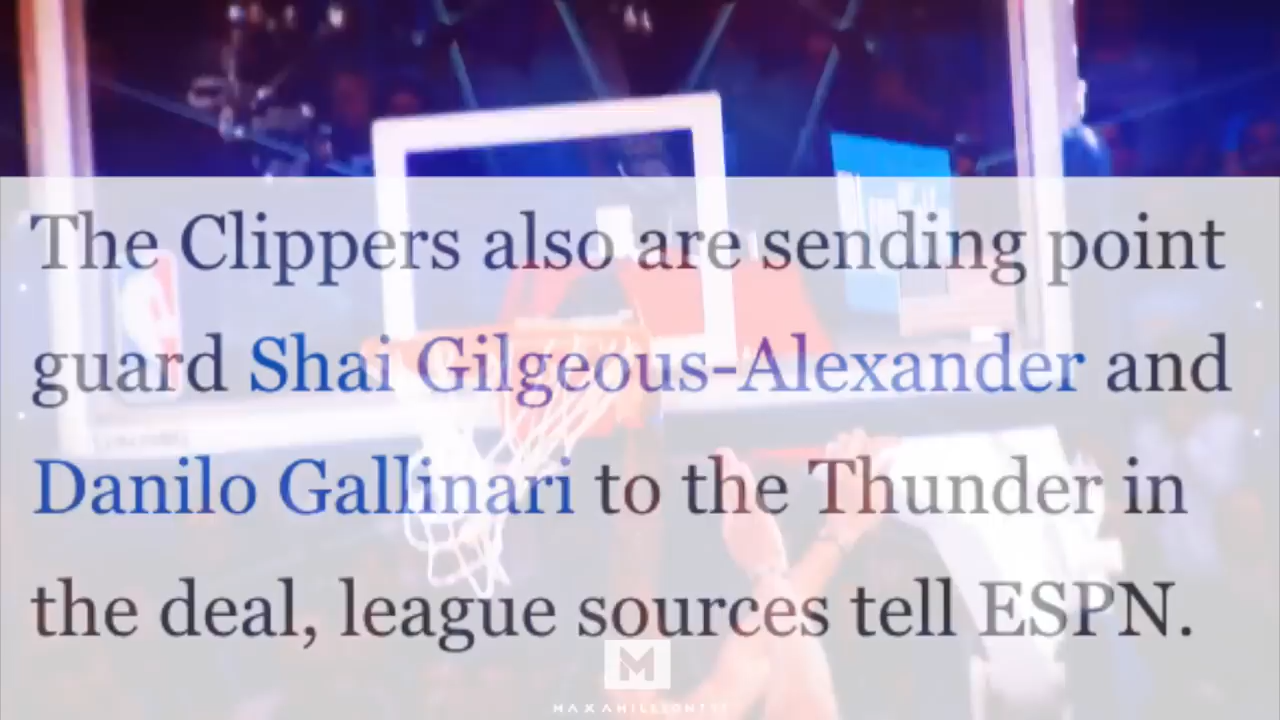 The Clippers also are sending point
guard Shai Gilgeous-Alexander and
Danilo Gallinari to the Thunder in
the deal, league sources tell ESPN.
M